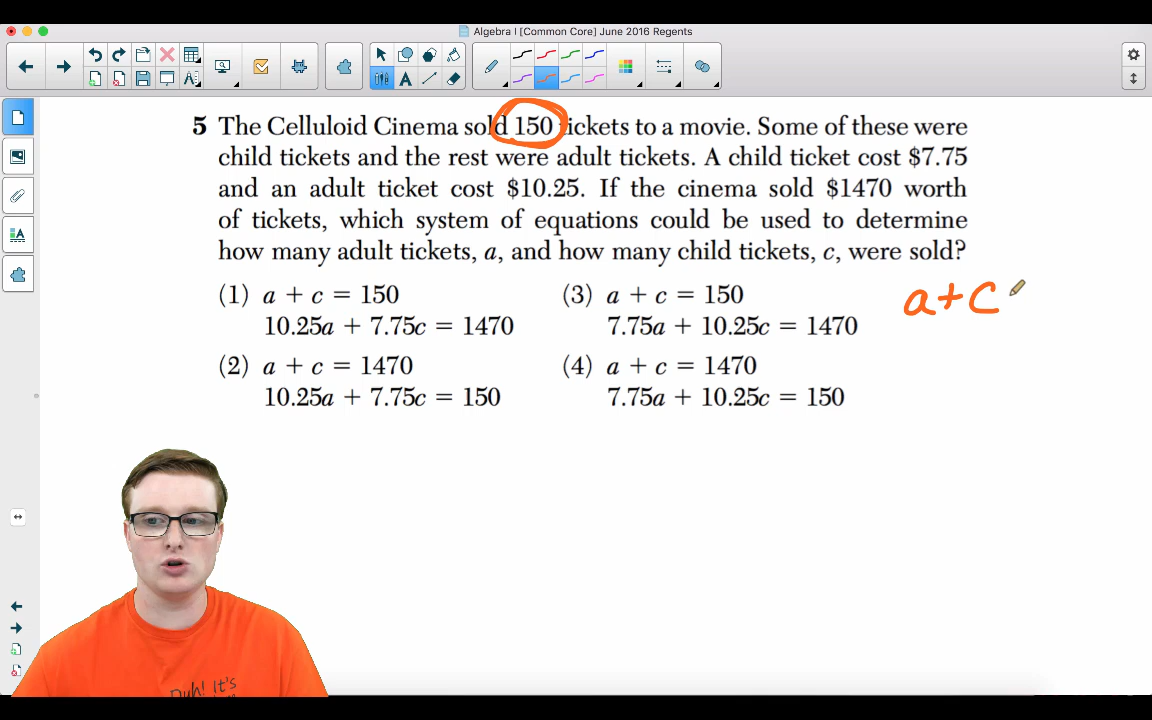 Algebra I [Common Core] June 2016 Regents
5 The Celluloid Cinema sold 150 tickets to a movie. Some of these were
child tickets and the rest were adult tickets. A child ticket cost $7.75
and an adult ticket cost $10.25. If the cinema sold $1470 worth
of tickets, which system of equations could be used to determine
how many adult tickets, a, and how many child tickets, c, were sold?
(1) a + c = 150
10.25a + 7.75c = 1470
(2) a + c = 1470
10.25a + 7.75c = 150
(3) a + c = 150
7.75a + 10.25c = 1470
(4) a + c = 1470
7.75a + 10.25c = 150
a+c
Duh! It's